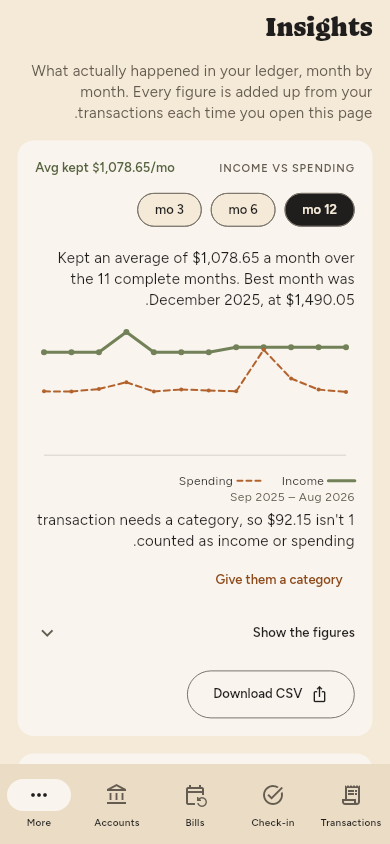 Insights
What actually happened in your ledger, month by
month. Every figure is added up from your
.transactions each time you open this page
INCOME VS SPENDING
Avg kept $1,078.65/mo
mo 12
mo 6
mo 3
Kept an average of $1,078.65 a month over
the 11 complete months. Best month was
.December 2025, at $1,490.05
Income
Spending
Sep 2025 – Aug 2026
transaction needs a category, so $92.15 isn't 1
.counted as income or spending
Give them a category
Show the figures
Download CSV
Transactions
Check-in
Bills
Accounts
More